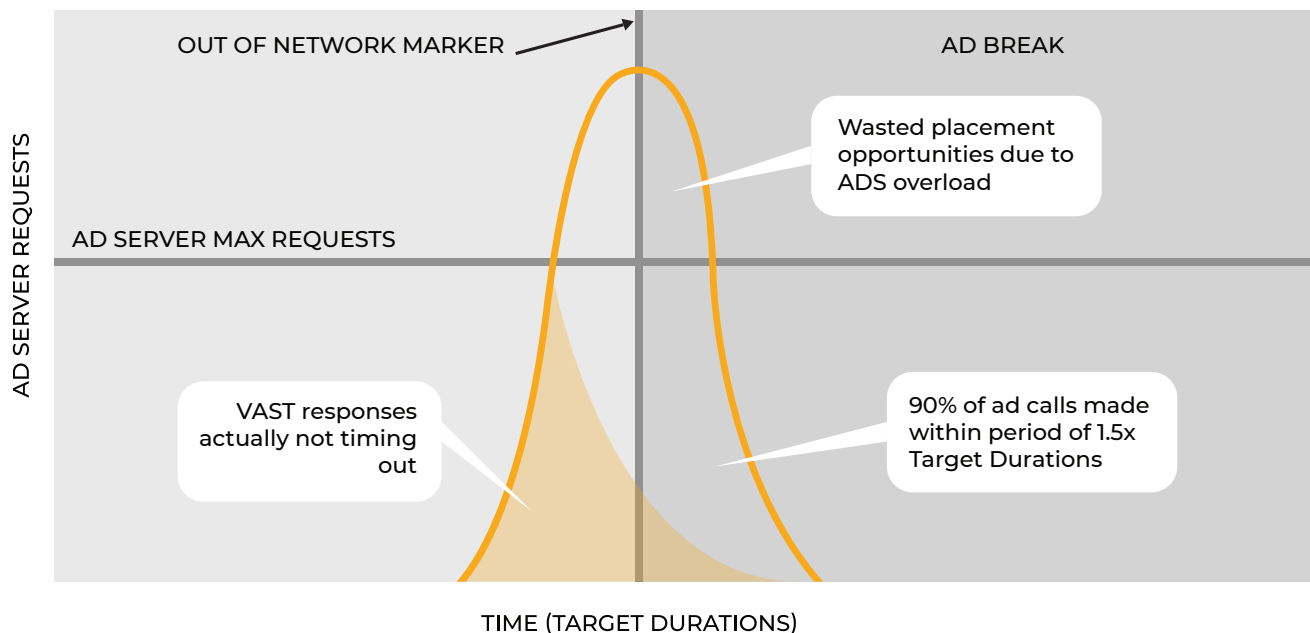 OUT OF NETWORK MARKER
AD BREAK
Wasted placement
opportunities due to
ADS overload
AD SERVER MAX REQUESTS
AD SERVER REQUESTS
VAST responses
actually not timing
out
90% of ad calls made
within period of 1.5x
Target Durations
TIME (TARGET DURATIONS)